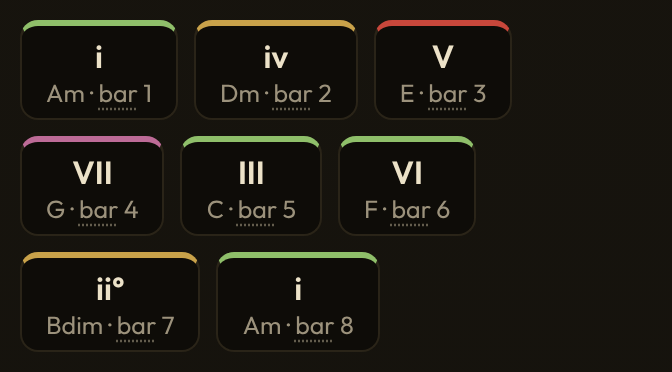 i iv V
Am · bar 1 Dm · bar 2 E · bar 3
VII III VI
G · bar 4 C · bar 5 F · bar 6
ii° i
Bdim · bar 7 Am · bar 8